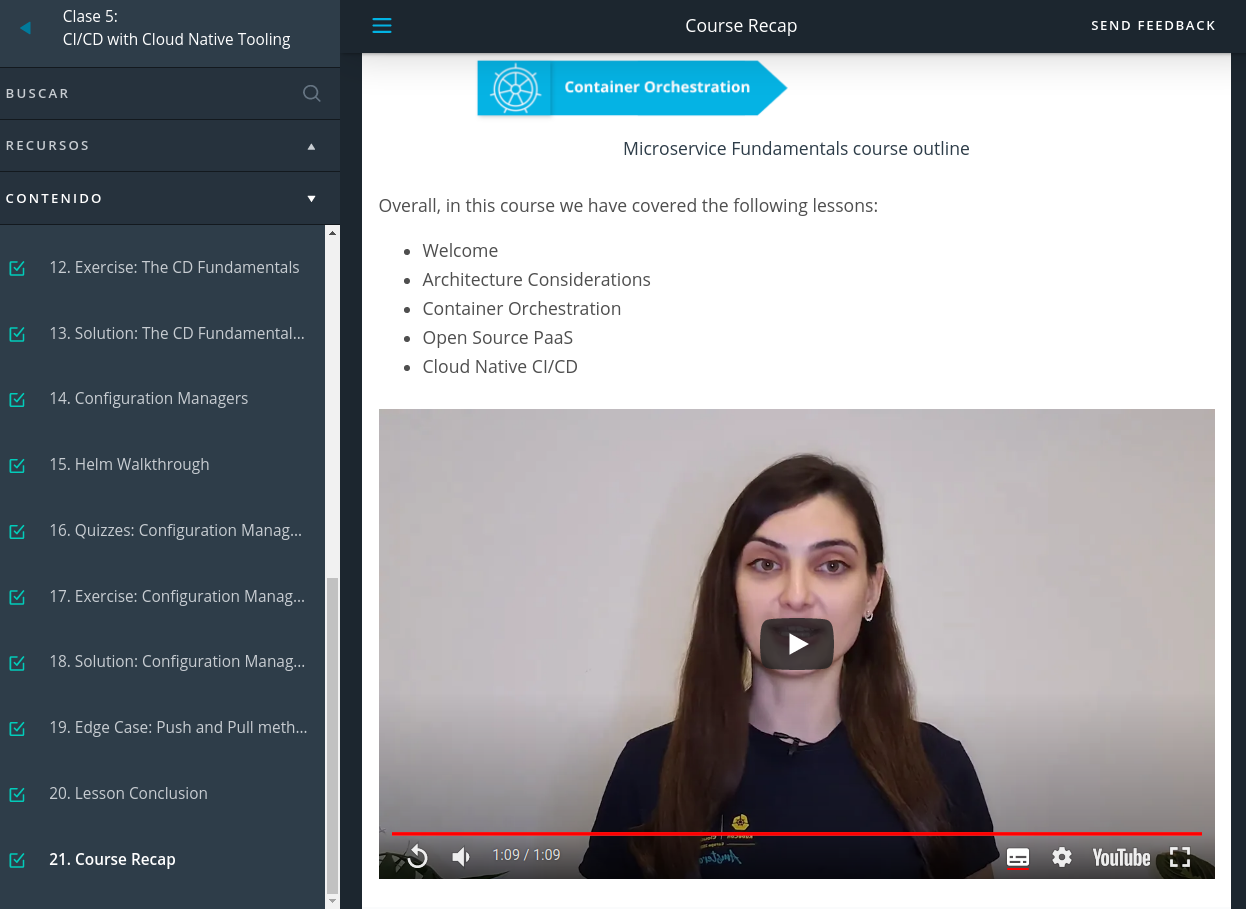 Clase 5:
CI/CD with Cloud Native Tooling
BUSCAR
RECURSOS
CONTENIDO
12. Exercise: The CD Fundamentals
13. Solution: The CD Fundamental...
14. Configuration Managers
15. Helm Walkthrough
16. Quizzes: Configuration Manag...
17. Exercise: Configuration Manag...
18. Solution: Configuration Manag...
19. Edge Case: Push and Pull meth...
20. Lesson Conclusion
21. Course Recap
Course Recap
SEND FEEDBACK
Container Orchestration
Microservice Fundamentals course outline
Overall, in this course we have covered the following lessons:
• Welcome
• Architecture Considerations
• Container Orchestration
• Open Source PaaS
• Cloud Native CI/CD
1:09 / 1:09
YouTube